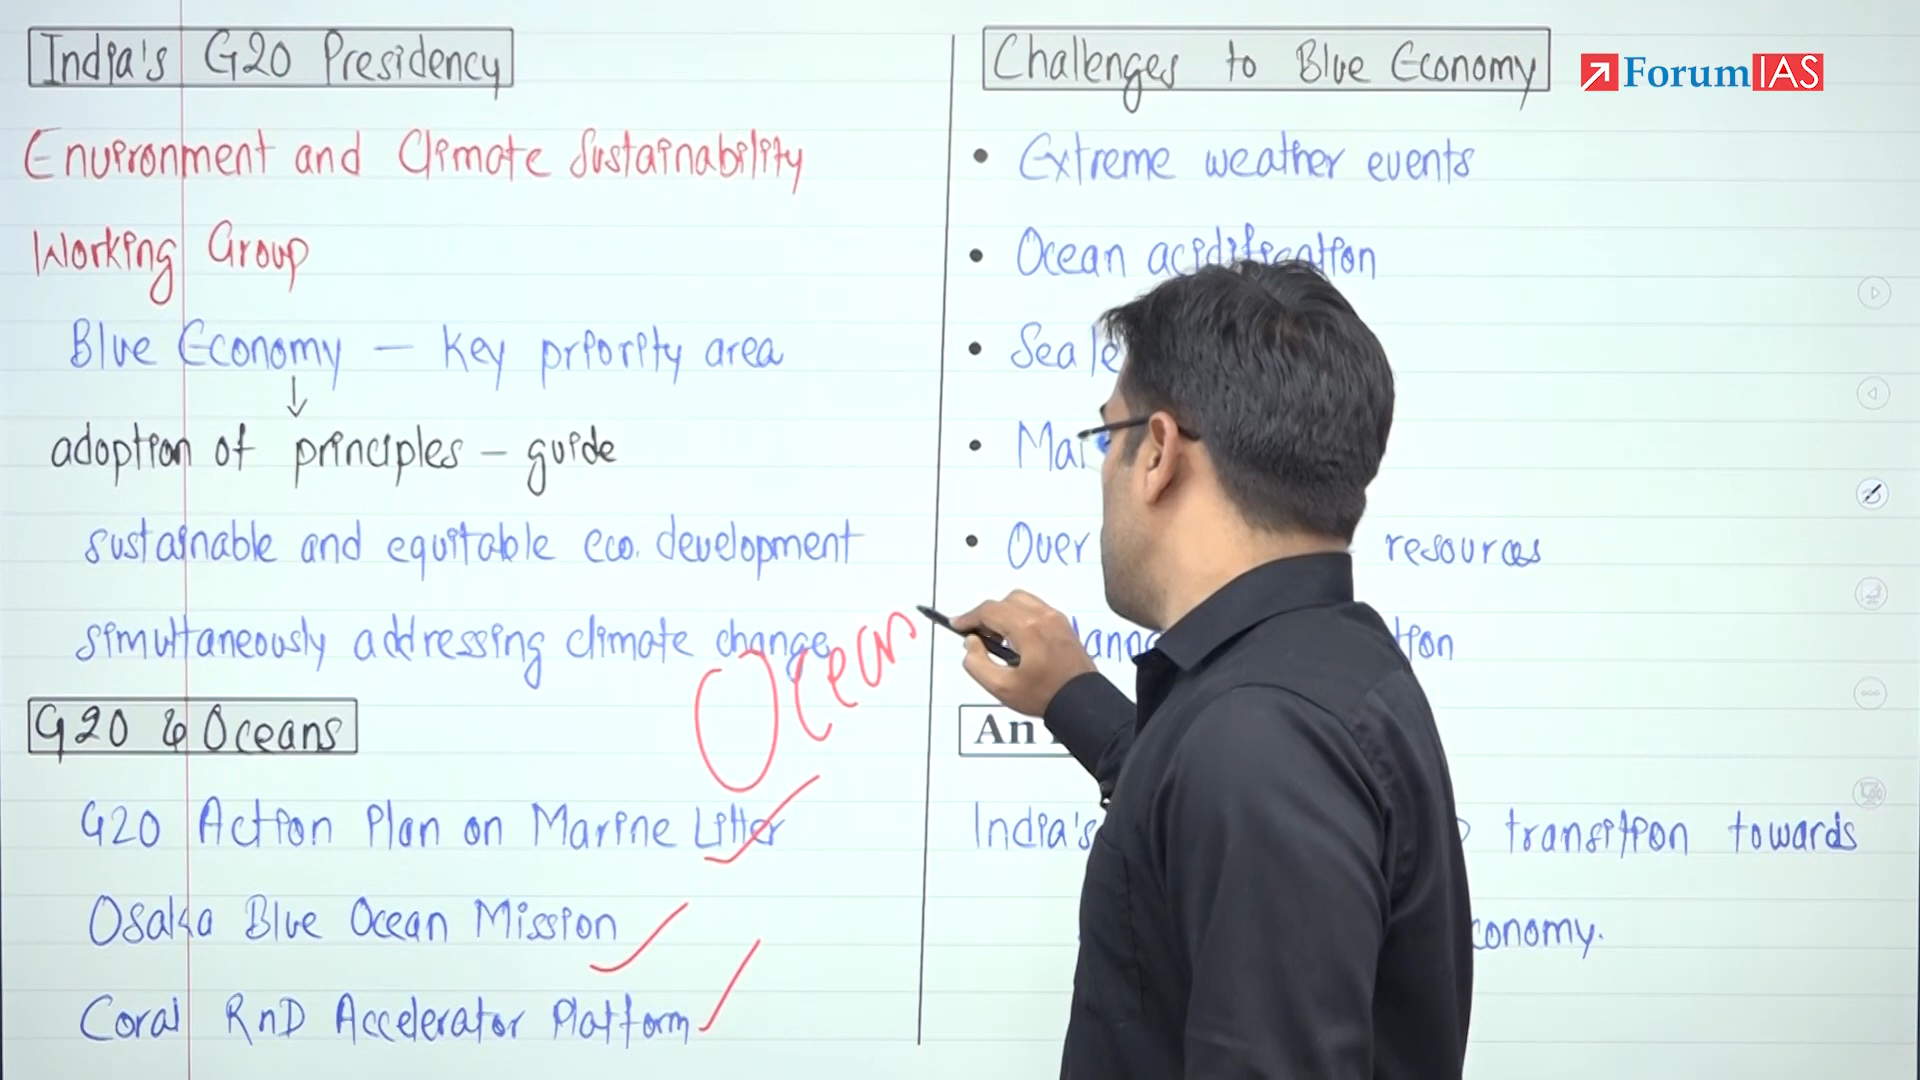 India's G20 Presidency
Environment and Climate Sustainability
Working Group
Blue Economy – Key priority area
↓
adoption of principles – guide
sustainable and equitable eco. development
simultaneously addressing climate change
Ocean
G20 & Oceans
G20 Action Plan on Marine Litter
Osaka Blue Ocean Mission
Coral RnD Accelerator Platform
Challenges to Blue Economy
ForumIAS
• Extreme weather events
• Ocean acidification
• Sea le
• Mar
• Over resources
An
India's transition towards
conomy.